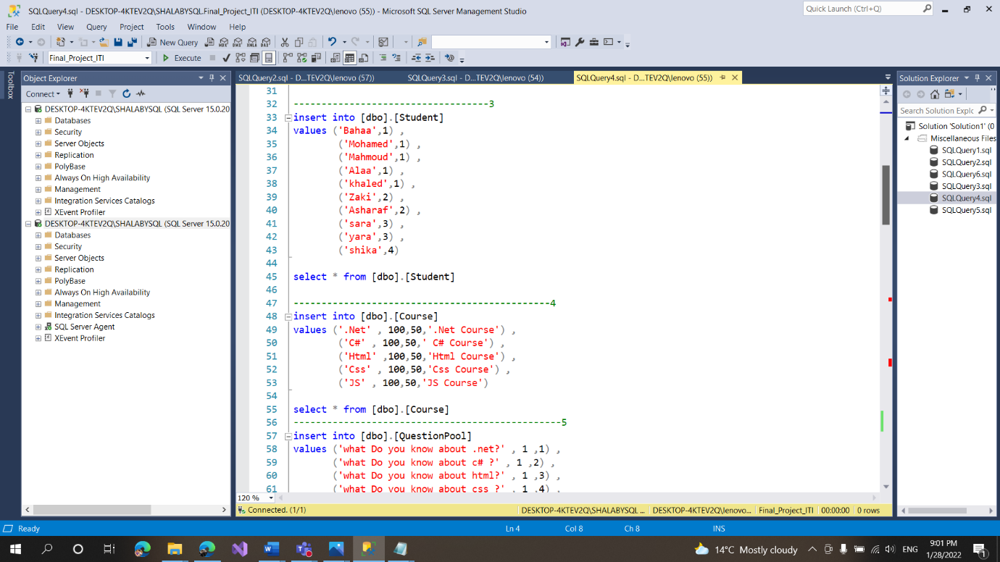 SQLQuery4.sql - DESKTOP-4KTEV2Q\SHALABYSQL.Final_Project_ITI (DESKTOP-4KTEV2Q\lenovo (55)) - Microsoft SQL Server Management Studio
Quick Launch (Ctrl+Q)
File Edit View Query Project Tools Window Help
New Query
Final_Project_ITI Execute
Toolbox
Object Explorer
Connect
DESKTOP-4KTEV2Q\SHALABYSQL (SQL Server 15.0.20
Databases
Security
Server Objects
Replication
PolyBase
Always On High Availability
Management
Integration Services Catalogs
XEvent Profiler
DESKTOP-4KTEV2Q\SHALABYSQL (SQL Server 15.0.20
Databases
Security
Server Objects
Replication
PolyBase
Always On High Availability
Management
Integration Services Catalogs
SQL Server Agent
XEvent Profiler
SQLQuery2.sql - D...TEV2Q\lenovo (57)) SQLQuery3.sql - D...TEV2Q\lenovo (54)) SQLQuery4.sql - D...TEV2Q\lenovo (55))
31
32 -----------------------------------3
33 insert into [dbo].[Student]
34 values ('Bahaa',1) ,
35 ('Mohamed',1) ,
36 ('Mahmoud',1) ,
37 ('Alaa',1) ,
38 ('khaled',1) ,
39 ('Zaki',2) ,
40 ('Asharaf',2) ,
41 ('sara',3) ,
42 ('yara',3) ,
43 ('shika',4)
44
45 select * from [dbo].[Student]
46
47 ----------------------------------------------4
48 insert into [dbo].[Course]
49 values ('.Net' , 100,50,'.Net Course') ,
50 ('C#' , 100,50,' C# Course') ,
51 ('Html' ,100,50,'Html Course') ,
52 ('Css' , 100,50,'Css Course') ,
53 ('JS' , 100,50,'JS Course')
54
55 select * from [dbo].[Course]
56 ------------------------------------------------5
57 insert into [dbo].[QuestionPool]
58 values ('what Do you know about .net?' , 1 ,1) ,
59 ('what Do you know about c# ?' , 1 ,2) ,
60 ('what Do you know about html?' , 1 ,3) ,
61 ('what Do you know about css ?' , 1 ,4) ,
120 %
Connected. (1/1) DESKTOP-4KTEV2Q\SHALABYSQL ... DESKTOP-4KTEV2Q\lenovo... Final_Project_ITI 00:00:00 0 rows
Solution Explorer
Search Solution Explc
Solution 'Solution1' (0
Miscellaneous Files
SQLQuery1.sql
SQLQuery2.sql
SQLQuery6.sql
SQLQuery3.sql
SQLQuery4.sql
SQLQuery5.sql
Ready Ln 4 Col 8 Ch 8 INS
14°C Mostly cloudy ENG 9:01 PM
1/28/2022
1